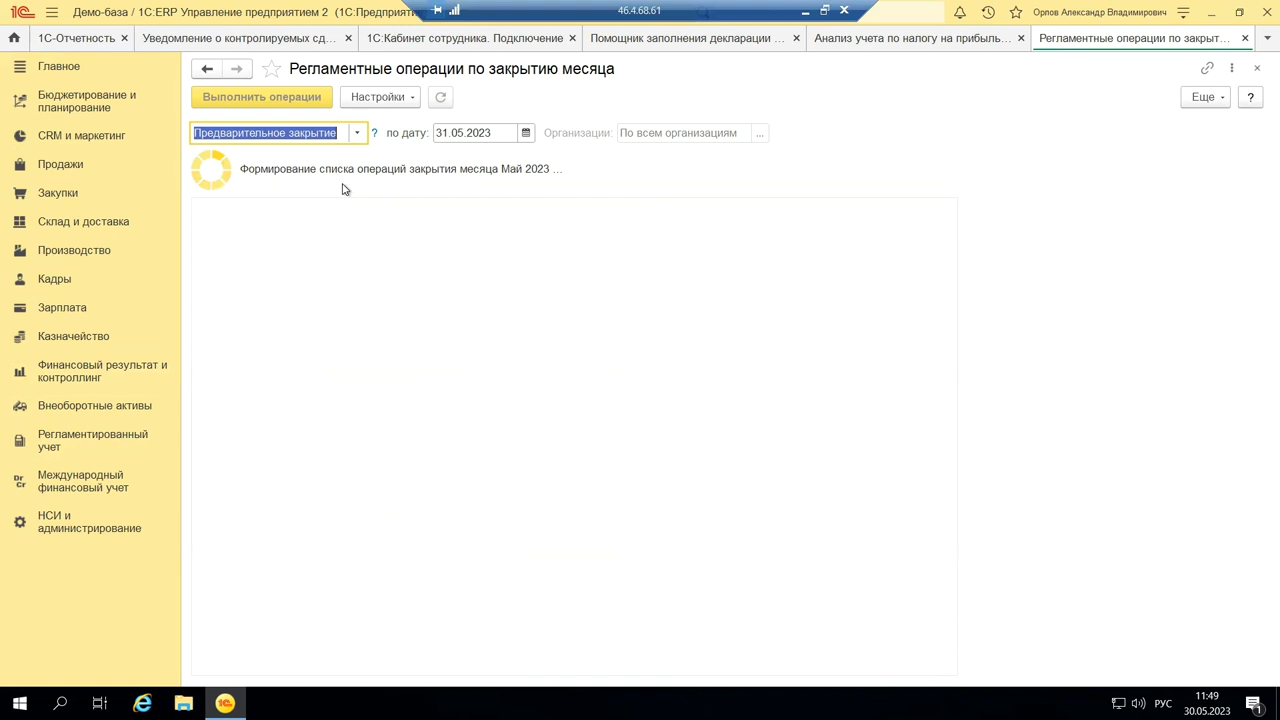 Демо-база / 1С:ERP Управление предприятием 2 (1С:Предприяти
46.4.68.61
Орлов Александр Владимирович
1С-Отчетность
Уведомление о контролируемых сд...
1С:Кабинет сотрудника. Подключение
Помощник заполнения декларации ...
Анализ учета по налогу на прибыль...
Регламентные операции по закрыт...
Главное
Бюджетирование и
планирование
CRM и маркетинг
Продажи
Закупки
Склад и доставка
Производство
Кадры
Зарплата
Казначейство
Финансовый результат и
контроллинг
Внеоборотные активы
Регламентированный
учет
Международный
финансовый учет
НСИ и
администрирование
Регламентные операции по закрытию месяца
Выполнить операции
Настройки
Еще
?
Предварительное закрытие
?
по дату:
31.05.2023
Организации:
По всем организациям
...
Формирование списка операций закрытия месяца Май 2023 ...
РУС
11:49
30.05.2023
1